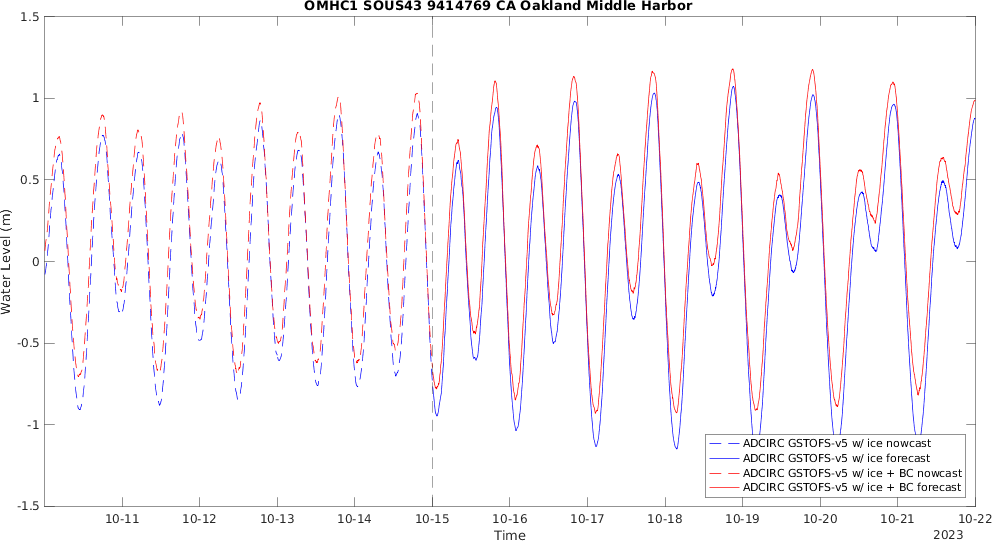 OMHC1 SOUS43 9414769 CA Oakland Middle Harbor
1.5
1
0.5
0
-0.5
-1
-1.5
Water Level (m)
10-11 10-12 10-13 10-14 10-15 10-16 10-17 10-18 10-19 10-20 10-21 10-22
Time
2023
ADCIRC GSTOFS-v5 w/ ice nowcast
ADCIRC GSTOFS-v5 w/ ice forecast
ADCIRC GSTOFS-v5 w/ ice + BC nowcast
ADCIRC GSTOFS-v5 w/ ice + BC forecast